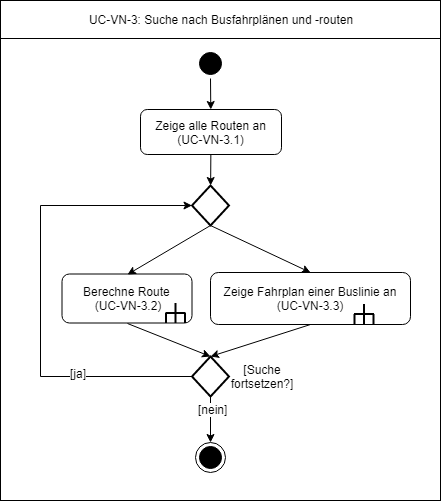 UC-VN-3: Suche nach Busfahrplänen und -routen
Zeige alle Routen an
(UC-VN-3.1)
Berechne Route
(UC-VN-3.2)
Zeige Fahrplan einer Buslinie an
(UC-VN-3.3)
[ja]
[Suche
fortsetzen?]
[nein]